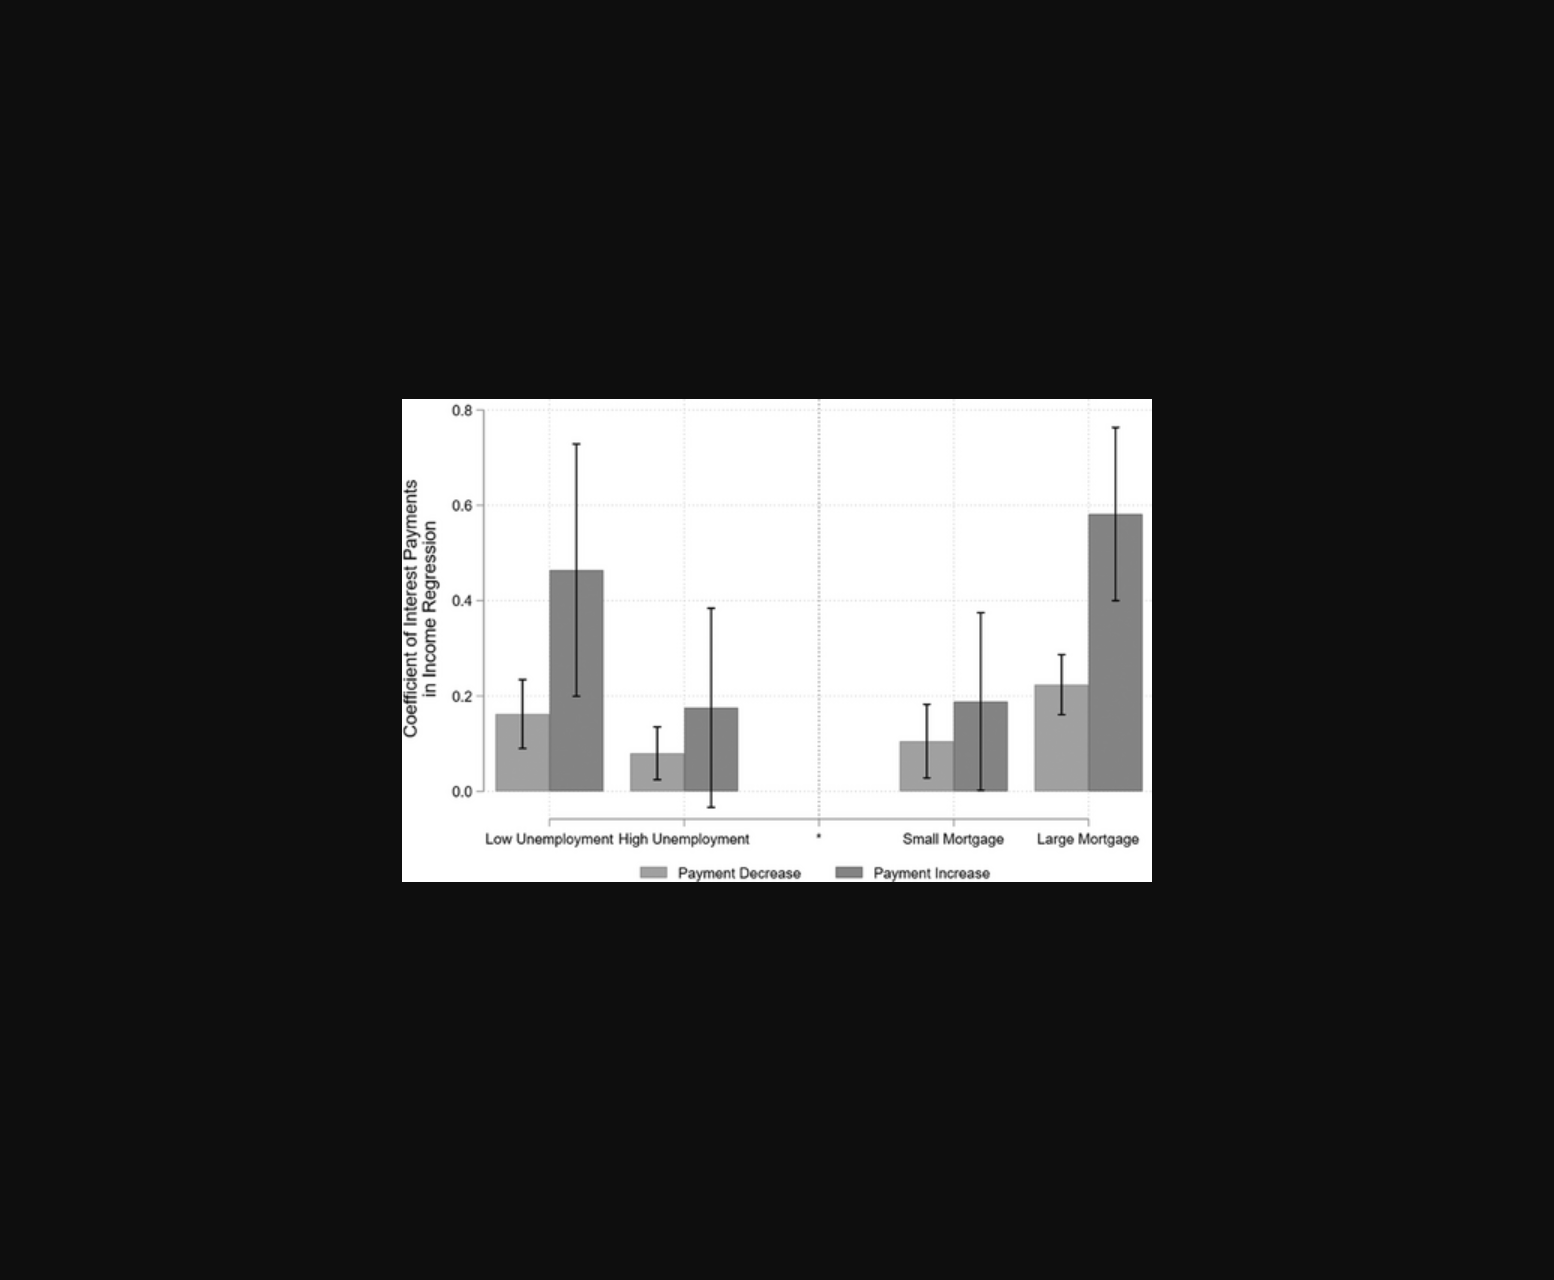 Coefficient of Interest Payments
in Income Regression
0.8
0.6
0.4
0.2
0.0
Low Unemployment High Unemployment * Small Mortgage Large Mortgage
Payment Decrease Payment Increase